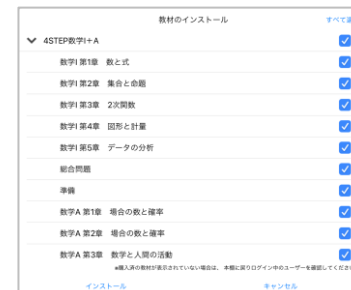 教材のインストール
すべて選
4STEP数学I+A
数学I 第1章　数と式
数学I 第2章　集合と命題
数学I 第3章　2次関数
数学I 第4章　図形と計量
数学I 第5章　データの分析
総合問題
準備
数学A 第1章　場合の数と確率
数学A 第2章　場合の数と確率
数学A 第3章　数学と人間の活動
※購入済の教材が表示されていない場合は、本棚に戻りログイン中のユーザーを確認してくださ
インストール
キャンセル